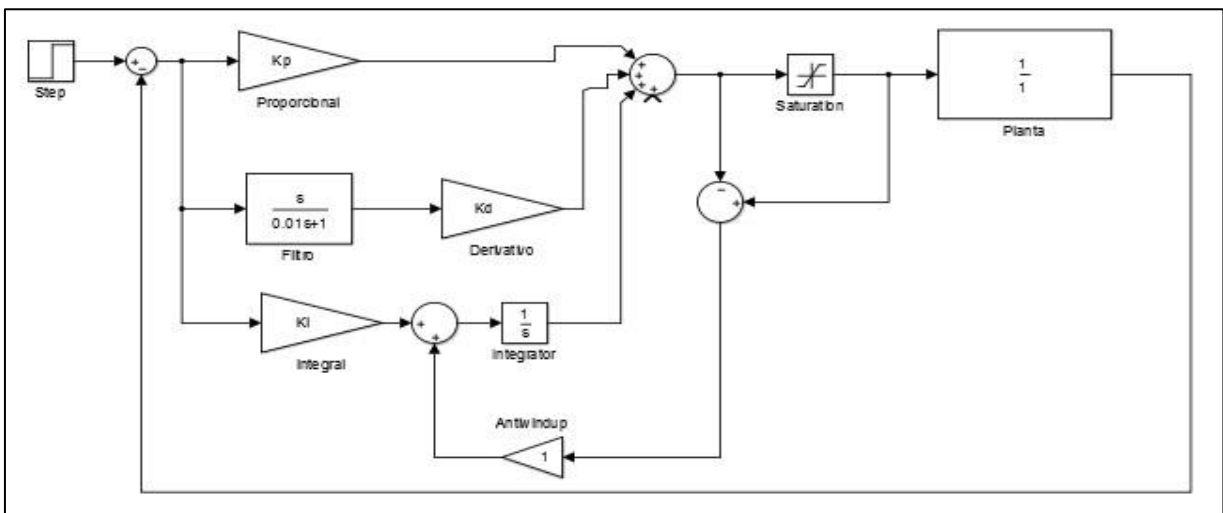 Step
Kp
Proporcional
s
0.01s+1
Filtro
Kd
Derivativo
Ki
Integral
1
s
Integrator
Antiwindup
1
Saturation
1
1
Planta